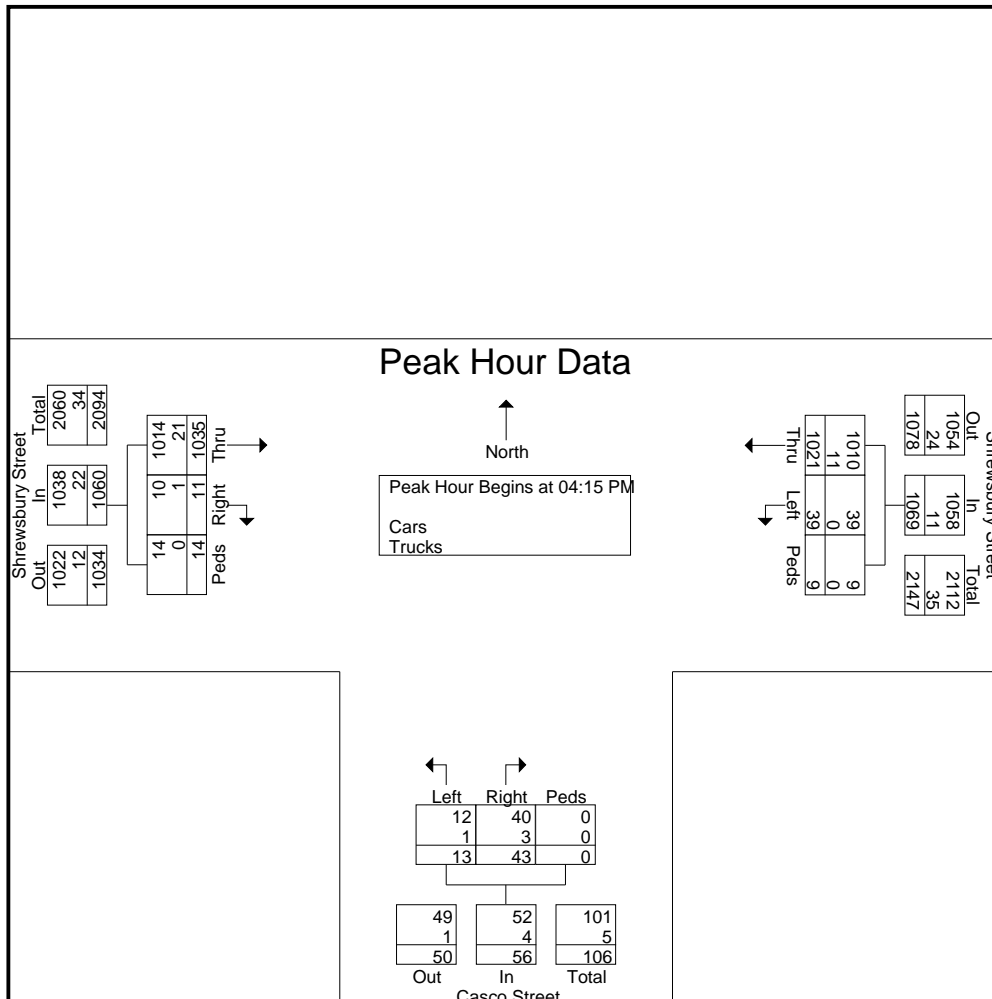 Peak Hour Data
North
Peak Hour Begins at 04:15 PM
Cars
Trucks
Shrewsbury Street
Total In Out
2060 1038 1022
34 22 12
2094 1060 1034
1014 10 14
21 1 0
1035 11 14
Thru Right Peds
Thru Left Peds
1021 39 9
11 0 0
1010 39 9
1078 1069 2147
24 11 35
1054 1058 2112
Out In Total
Shrewsbury Street
Left Right Peds
12 40 0
1 3 0
13 43 0
49 52 101
1 4 5
50 56 106
Out In Total
Casco Street